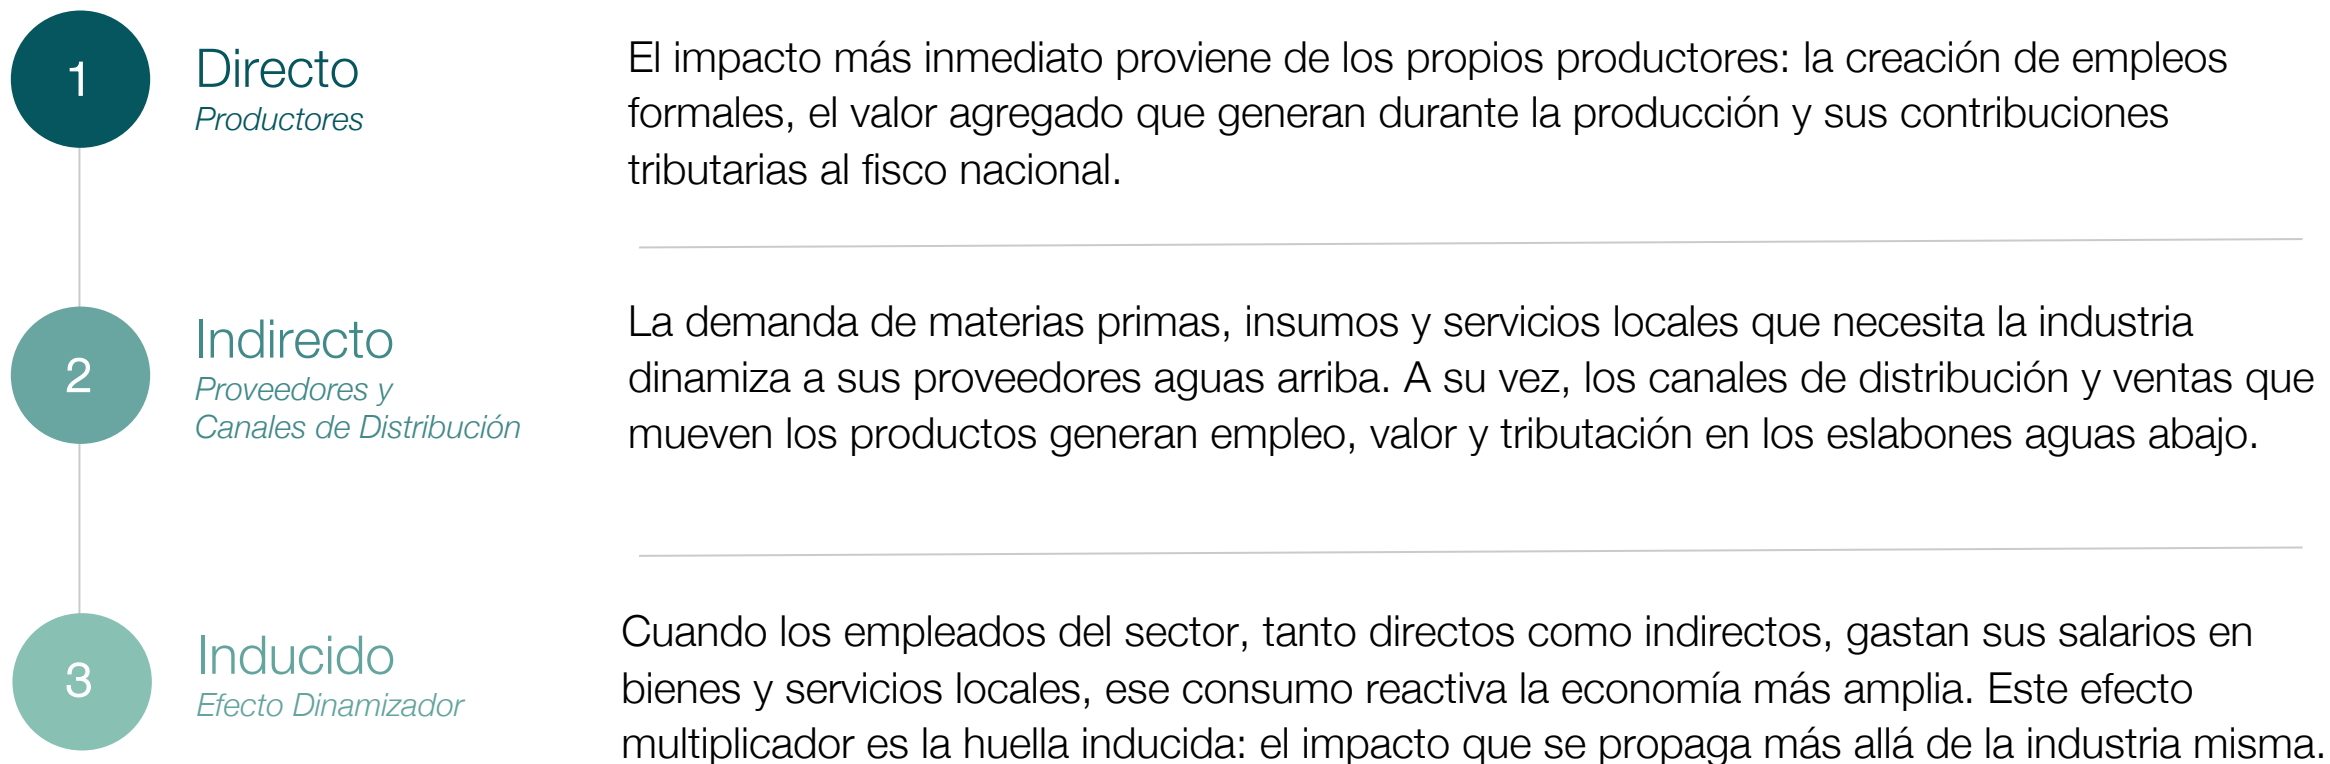 1
Directo
Productores
El impacto más inmediato proviene de los propios productores: la creación de empleos
formales, el valor agregado que generan durante la producción y sus contribuciones
tributarias al fisco nacional.
2
Indirecto
Proveedores y
Canales de Distribución
La demanda de materias primas, insumos y servicios locales que necesita la industria
dinamiza a sus proveedores aguas arriba. A su vez, los canales de distribución y ventas que
mueven los productos generan empleo, valor y tributación en los eslabones aguas abajo.
3
Inducido
Efecto Dinamizador
Cuando los empleados del sector, tanto directos como indirectos, gastan sus salarios en
bienes y servicios locales, ese consumo reactiva la economía más amplia. Este efecto
multiplicador es la huella inducida: el impacto que se propaga más allá de la industria misma.